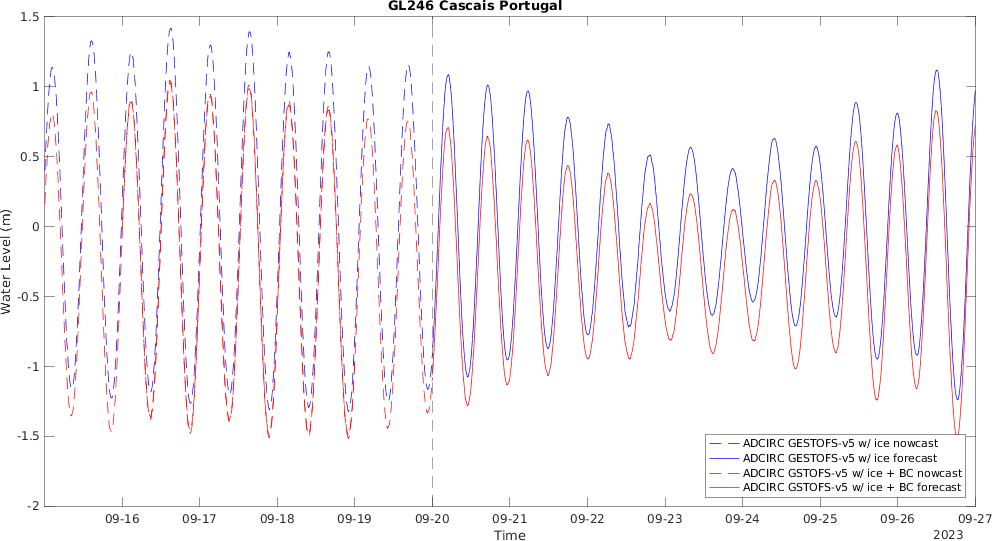 GL246 Cascais Portugal
1.5
1
0.5
0
-0.5
-1
-1.5
-2
Water Level (m)
ADCIRC GESTOFS-v5 w/ ice nowcast
ADCIRC GESTOFS-v5 w/ ice forecast
ADCIRC GSTOFS-v5 w/ ice + BC nowcast
ADCIRC GSTOFS-v5 w/ ice + BC forecast
09-16 09-17 09-18 09-19 09-20 09-21 09-22 09-23 09-24 09-25 09-26 09-27
Time
2023